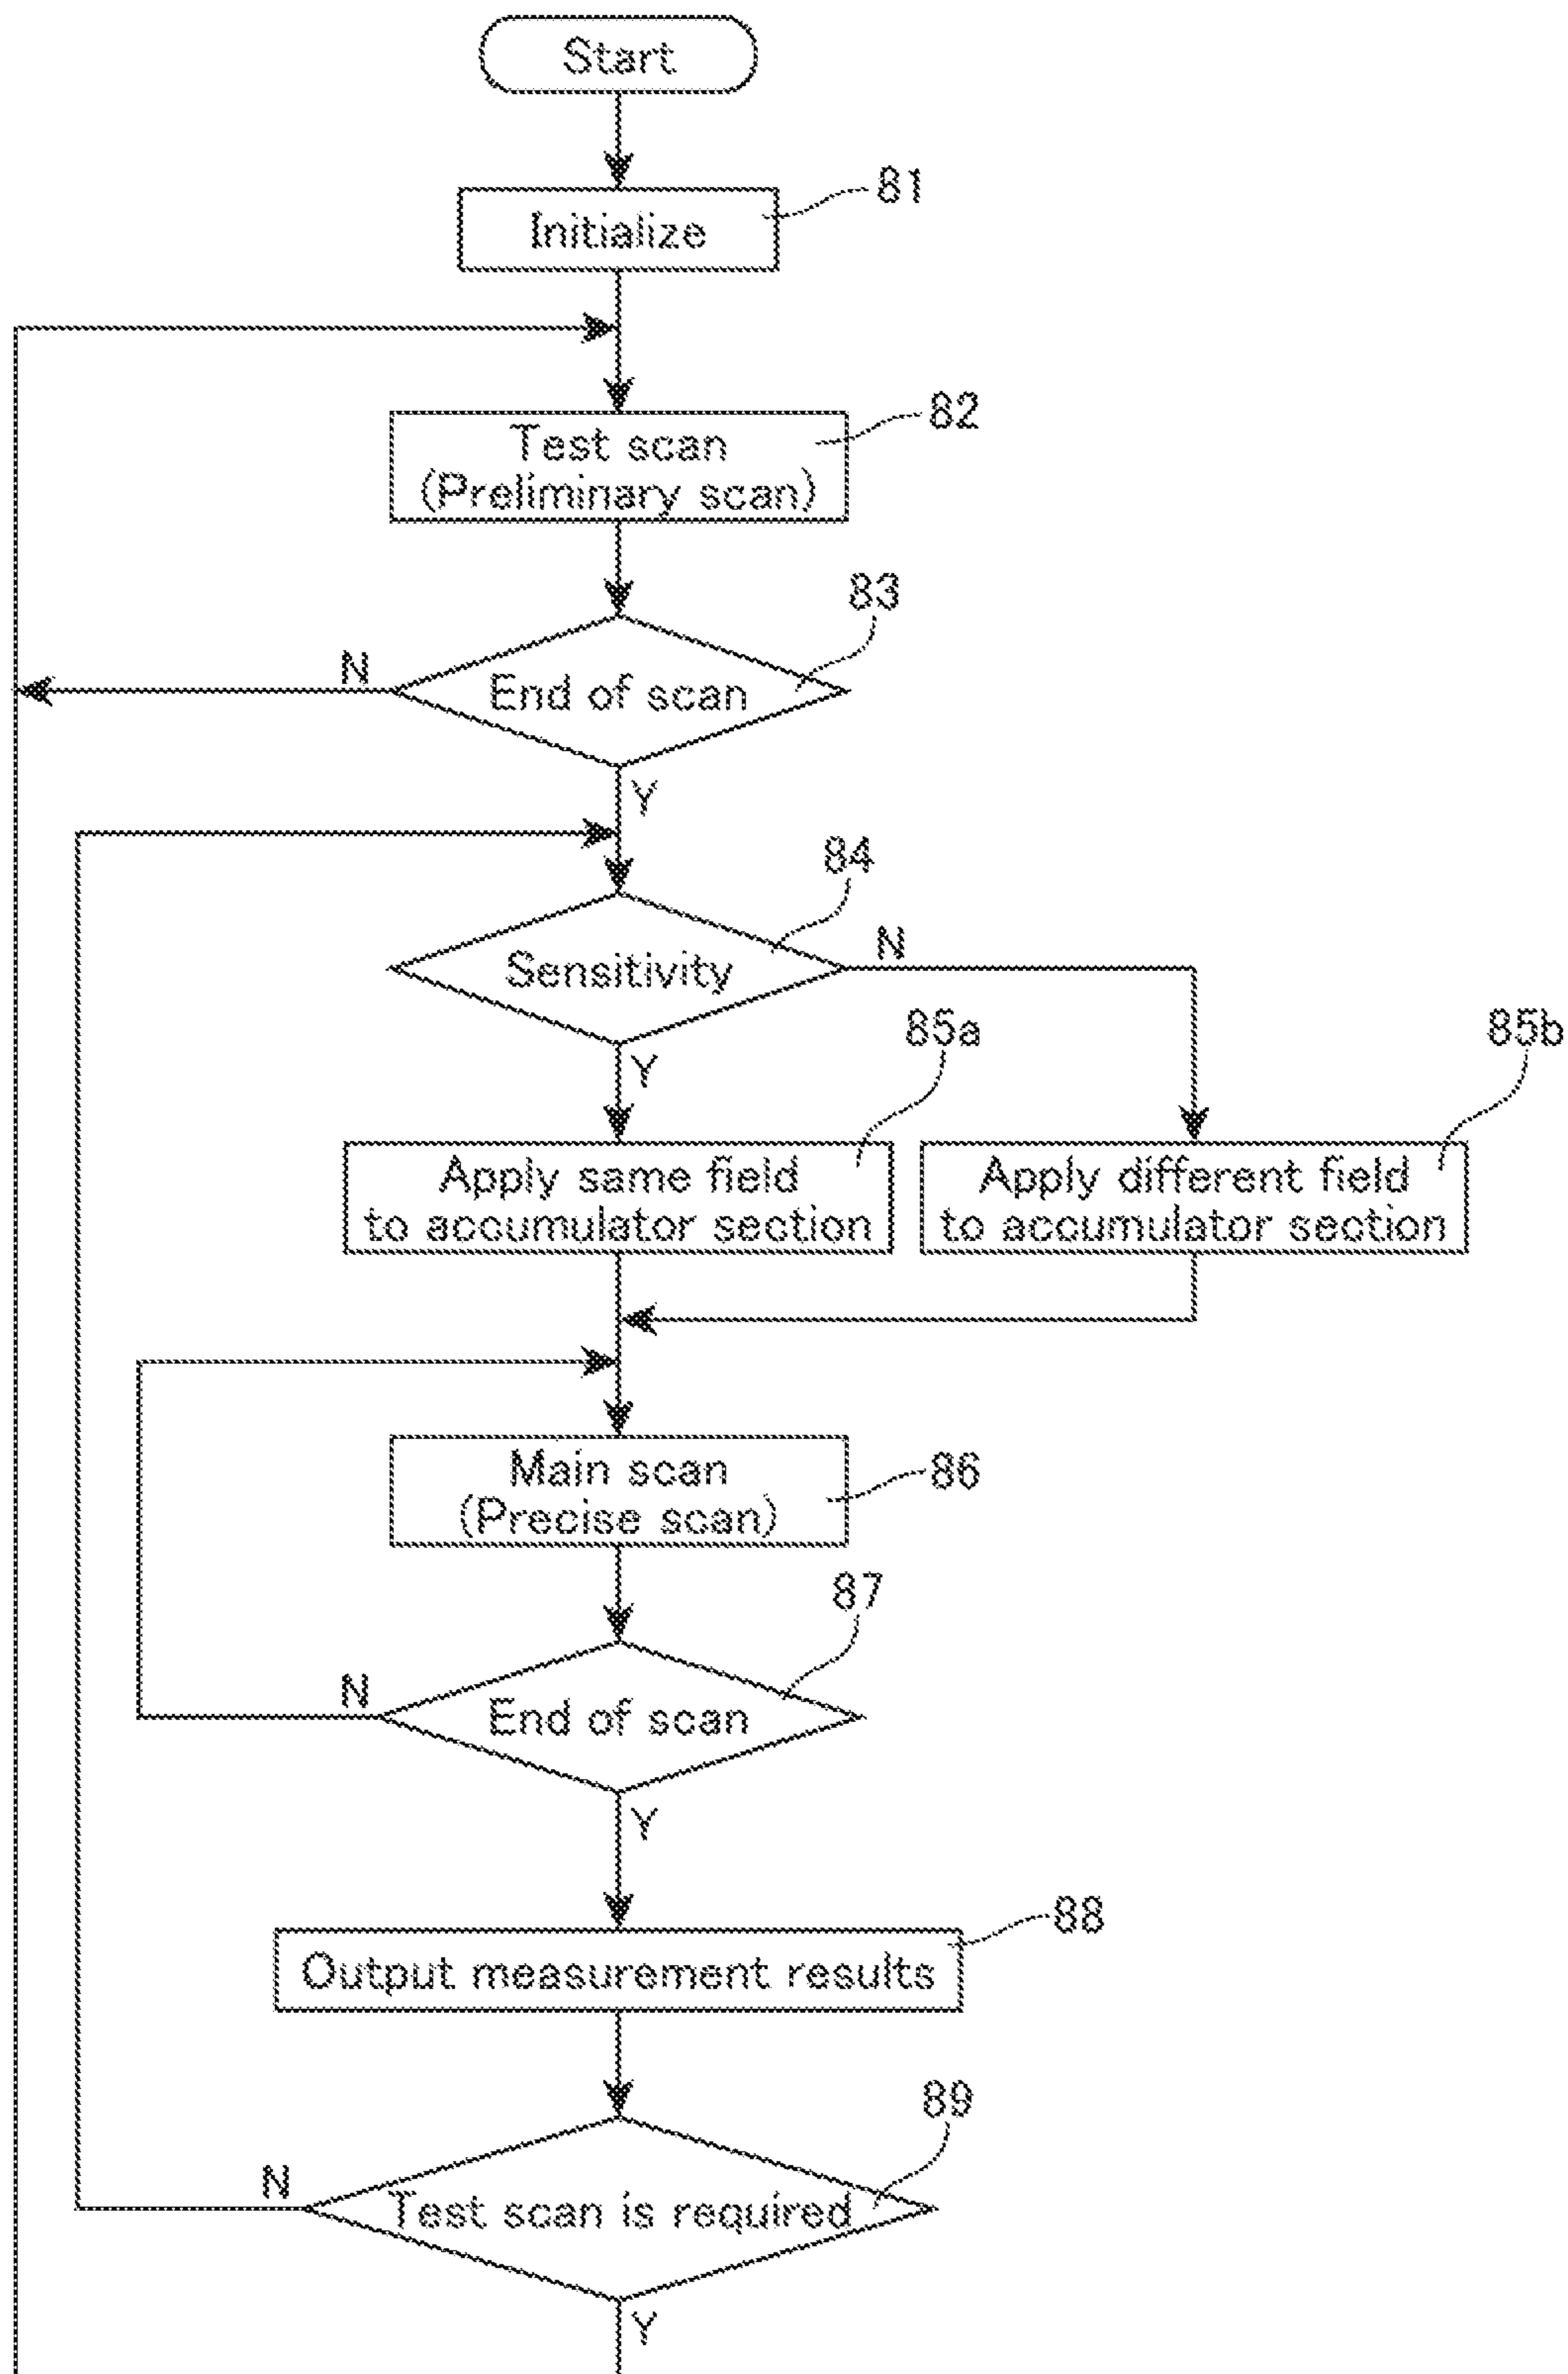 Start
81
Initialize
82
Test scan
(Preliminary scan)
83
N
End of scan
Y
84
N
Sensitivity
85a
85b
Y
Apply same field
to accumulator section
Apply different field
to accumulator section
Main scan
(Precise scan)
86
87
N
End of scan
Y
88
Output measurement results
89
N
Test scan is required
Y